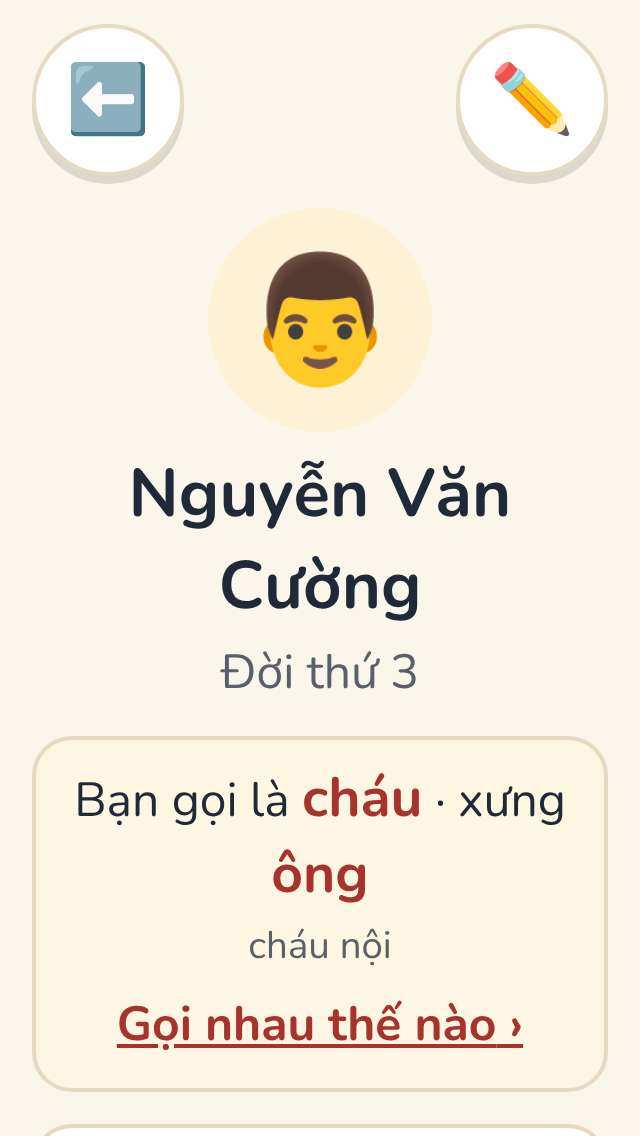 Nguyễn Văn
Cường
Đời thứ 3
Bạn gọi là cháu · xưng
ông
cháu nội
Gọi nhau thế nào ›